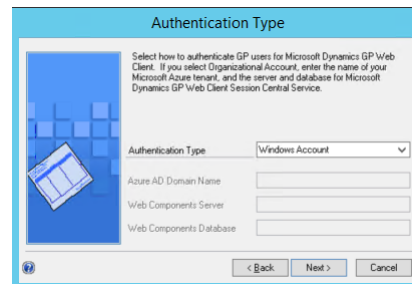 Authentication Type
Select how to authenticate GP users for Microsoft Dynamics GP Web
Client. If you select Organizational Account, enter the name of your
Microsoft Azure tenant, and the server and database for Microsoft
Dynamics GP Web Client Session Central Service.
Authentication Type
Windows Account
Azure AD Domain Name
Web Components Server
Web Components Database
?
< Back
Next >
Cancel